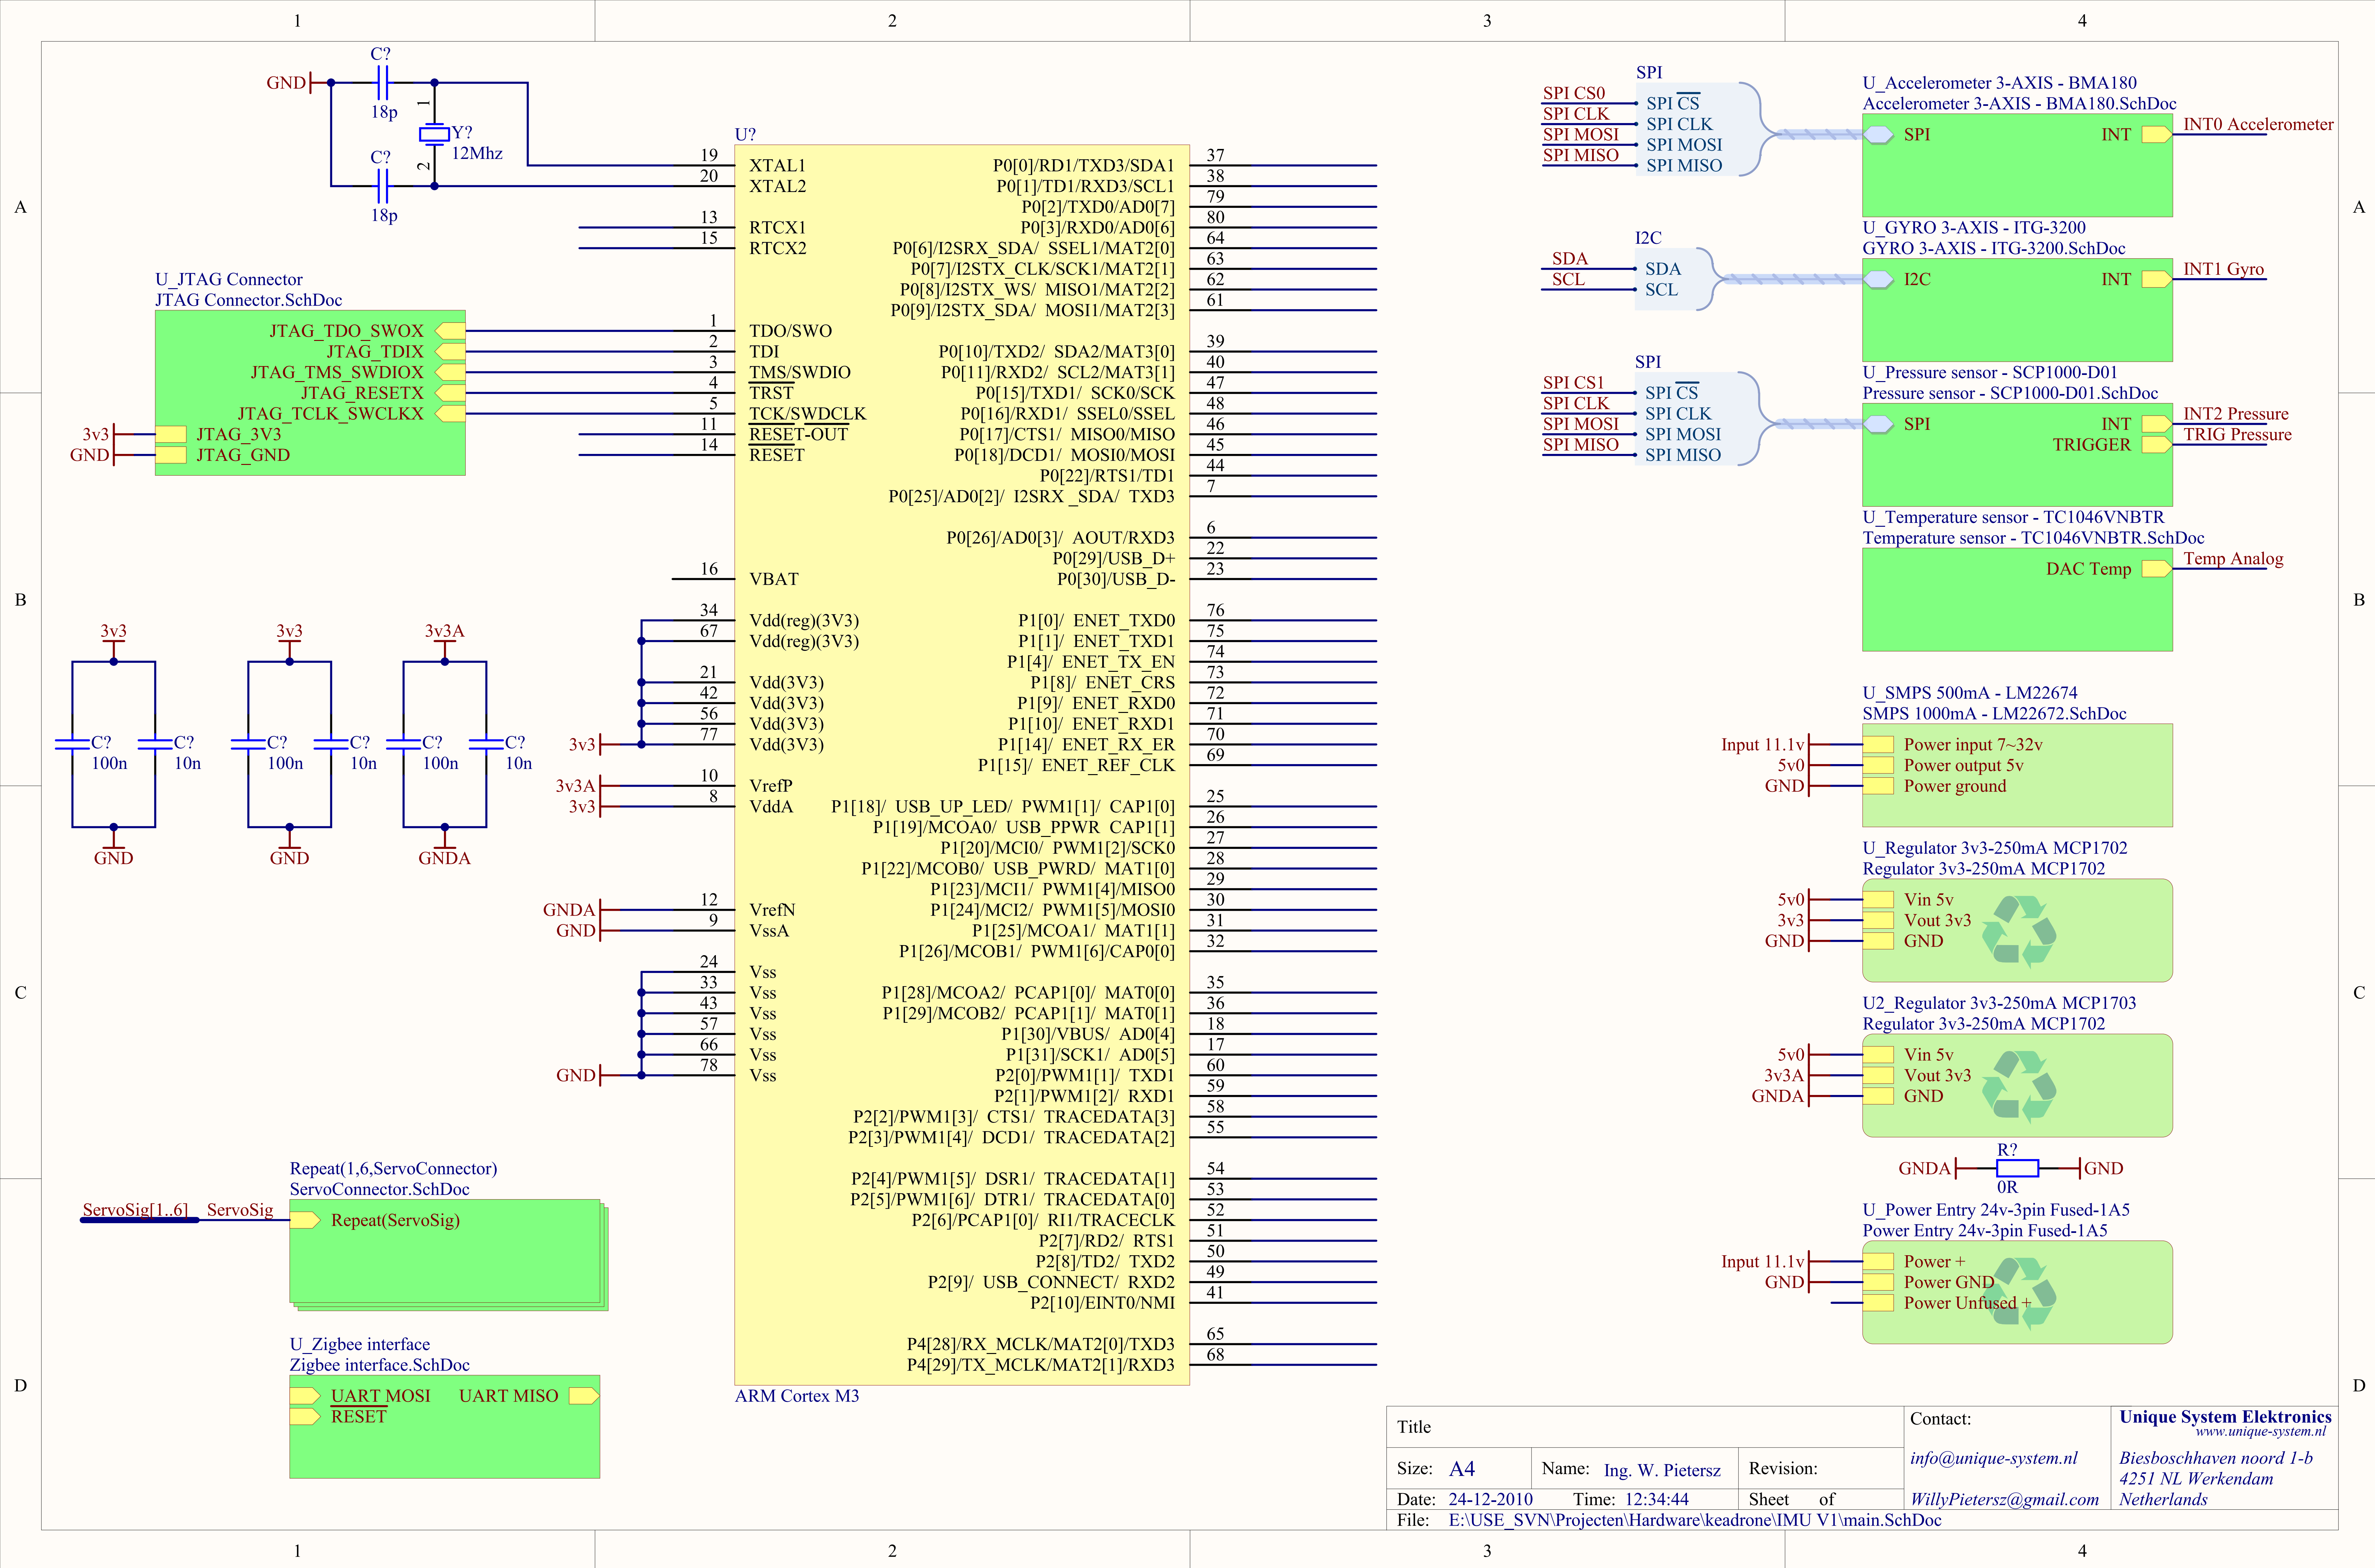 1
2
3
4
A
B
C
D
A
B
C
D
1
2
3
4
GND
C?
18p
C?
18p
1
2
Y?
12Mhz
U_JTAG Connector
JTAG Connector.SchDoc
JTAG_TDO_SWOX
JTAG_TDIX
JTAG_TMS_SWDIOX
JTAG_RESETX
JTAG_TCLK_SWCLKX
3v3 JTAG_3V3
GND JTAG_GND
3v3
C? C?
100n 10n
GND
3v3
C? C?
100n 10n
GND
3v3A
C? C?
100n 10n
GNDA
Repeat(1,6,ServoConnector)
ServoConnector.SchDoc
ServoSig[1..6] ServoSig Repeat(ServoSig)
U_Zigbee interface
Zigbee interface.SchDoc
UART MOSI UART MISO
RESET
U?
19 XTAL1
20 XTAL2
13 RTCX1
15 RTCX2
1 TDO/SWO
2 TDI
3 TMS/SWDIO
4 TRST
5 TCK/SWDCLK
11 RESET-OUT
14 RESET
16 VBAT
34 Vdd(reg)(3V3)
67 Vdd(reg)(3V3)
21 Vdd(3V3)
42 Vdd(3V3)
56 Vdd(3V3)
3v3 77 Vdd(3V3)
3v3A 10 VrefP
3v3 8 VddA
GNDA 12 VrefN
GND 9 VssA
24 Vss
33 Vss
43 Vss
57 Vss
66 Vss
GND 78 Vss
P0[0]/RD1/TXD3/SDA1 37
P0[1]/TD1/RXD3/SCL1 38
P0[2]/TXD0/AD0[7] 79
P0[3]/RXD0/AD0[6] 80
P0[6]/I2SRX_SDA/ SSEL1/MAT2[0] 64
P0[7]/I2STX_CLK/SCK1/MAT2[1] 63
P0[8]/I2STX_WS/ MISO1/MAT2[2] 62
P0[9]/I2STX_SDA/ MOSI1/MAT2[3] 61
P0[10]/TXD2/ SDA2/MAT3[0] 39
P0[11]/RXD2/ SCL2/MAT3[1] 40
P0[15]/TXD1/ SCK0/SCK 47
P0[16]/RXD1/ SSEL0/SSEL 48
P0[17]/CTS1/ MISO0/MISO 46
P0[18]/DCD1/ MOSI0/MOSI 45
P0[22]/RTS1/TD1 44
P0[25]/AD0[2]/ I2SRX _SDA/ TXD3 7
P0[26]/AD0[3]/ AOUT/RXD3 6
P0[29]/USB_D+ 22
P0[30]/USB_D- 23
P1[0]/ ENET_TXD0 76
P1[1]/ ENET_TXD1 75
P1[4]/ ENET_TX_EN 74
P1[8]/ ENET_CRS 73
P1[9]/ ENET_RXD0 72
P1[10]/ ENET_RXD1 71
P1[14]/ ENET_RX_ER 70
P1[15]/ ENET_REF_CLK 69
P1[18]/ USB_UP_LED/ PWM1[1]/ CAP1[0] 25
P1[19]/MCOA0/ USB_PPWR CAP1[1] 26
P1[20]/MCI0/ PWM1[2]/SCK0 27
P1[22]/MCOB0/ USB_PWRD/ MAT1[0] 28
P1[23]/MCI1/ PWM1[4]/MISO0 29
P1[24]/MCI2/ PWM1[5]/MOSI0 30
P1[25]/MCOA1/ MAT1[1] 31
P1[26]/MCOB1/ PWM1[6]/CAP0[0] 32
P1[28]/MCOA2/ PCAP1[0]/ MAT0[0] 35
P1[29]/MCOB2/ PCAP1[1]/ MAT0[1] 36
P1[30]/VBUS/ AD0[4] 18
P1[31]/SCK1/ AD0[5] 17
P2[0]/PWM1[1]/ TXD1 60
P2[1]/PWM1[2]/ RXD1 59
P2[2]/PWM1[3]/ CTS1/ TRACEDATA[3] 58
P2[3]/PWM1[4]/ DCD1/ TRACEDATA[2] 55
P2[4]/PWM1[5]/ DSR1/ TRACEDATA[1] 54
P2[5]/PWM1[6]/ DTR1/ TRACEDATA[0] 53
P2[6]/PCAP1[0]/ RI1/TRACECLK 52
P2[7]/RD2/ RTS1 51
P2[8]/TD2/ TXD2 50
P2[9]/ USB_CONNECT/ RXD2 49
P2[10]/EINT0/NMI 41
P4[28]/RX_MCLK/MAT2[0]/TXD3 65
P4[29]/TX_MCLK/MAT2[1]/RXD3 68
ARM Cortex M3
SPI
SPI CS0 SPI CS
SPI CLK SPI CLK
SPI MOSI SPI MOSI
SPI MISO SPI MISO
U_Accelerometer 3-AXIS - BMA180
Accelerometer 3-AXIS - BMA180.SchDoc
SPI INT INT0 Accelerometer
I2C
SDA SDA
SCL SCL
U_GYRO 3-AXIS - ITG-3200
GYRO 3-AXIS - ITG-3200.SchDoc
I2C INT INT1 Gyro
SPI
SPI CS1 SPI CS
SPI CLK SPI CLK
SPI MOSI SPI MOSI
SPI MISO SPI MISO
U_Pressure sensor - SCP1000-D01
Pressure sensor - SCP1000-D01.SchDoc
SPI INT INT2 Pressure
TRIGGER TRIG Pressure
U_Temperature sensor - TC1046VNBTR
Temperature sensor - TC1046VNBTR.SchDoc
DAC Temp Temp Analog
U_SMPS 500mA - LM22674
SMPS 1000mA - LM22672.SchDoc
Input 11.1v Power input 7~32v
5v0 Power output 5v
GND Power ground
U_Regulator 3v3-250mA MCP1702
Regulator 3v3-250mA MCP1702
5v0 Vin 5v
3v3 Vout 3v3
GND GND
U2_Regulator 3v3-250mA MCP1703
Regulator 3v3-250mA MCP1702
5v0 Vin 5v
3v3A Vout 3v3
GNDA GND
R?
GNDA GND
0R
U_Power Entry 24v-3pin Fused-1A5
Power Entry 24v-3pin Fused-1A5
Input 11.1v Power +
GND Power GND
Power Unfused +
Title
Size: A4 Name: Ing. W. Pietersz Revision:
Date: 24-12-2010 Time: 12:34:44 Sheet of
File: E:\USE_SVN\Projecten\Hardware\keadrone\IMU V1\main.SchDoc
Contact:
info@unique-system.nl
WillyPietersz@gmail.com
Unique System Elektronics
www.unique-system.nl
Biesboschhaven noord 1-b
4251 NL Werkendam
Netherlands